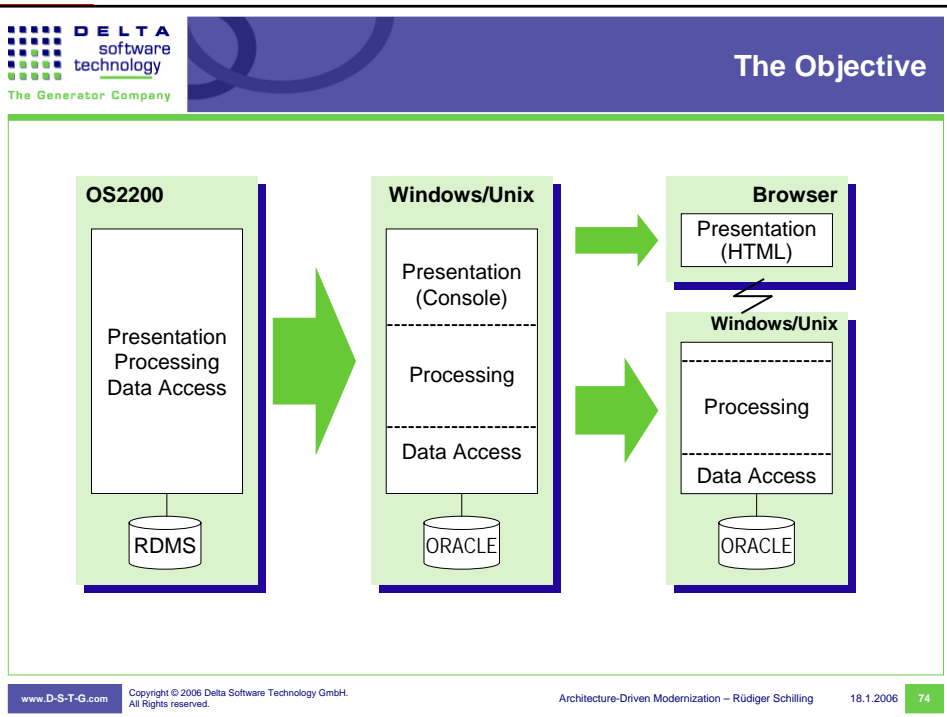 DELTA
software
technology
The Generator Company
The Objective
OS2200
Presentation
Processing
Data Access
RDMS
Windows/Unix
Presentation
(Console)
Processing
Data Access
ORACLE
Browser
Presentation
(HTML)
Windows/Unix
Processing
Data Access
ORACLE
www.D-S-T-G.com
Copyright © 2006 Delta Software Technology GmbH.
All Rights reserved.
Architecture-Driven Modernization – Rüdiger Schilling
18.1.2006
74